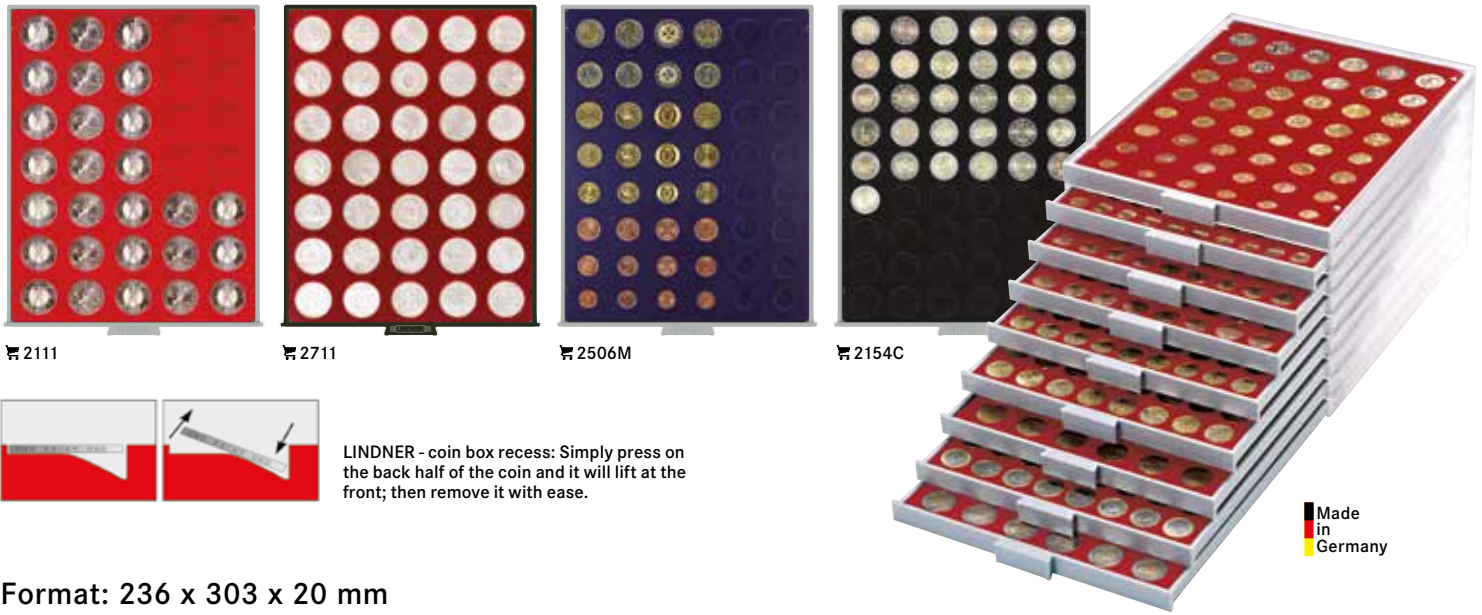 LINDNER
2111
2711
2506M
2154C
LINDNER - coin box recess: Simply press on
the back half of the coin and it will lift at the
front; then remove it with ease.
Made
in
Germany
Format: 236 x 303 x 20 mm